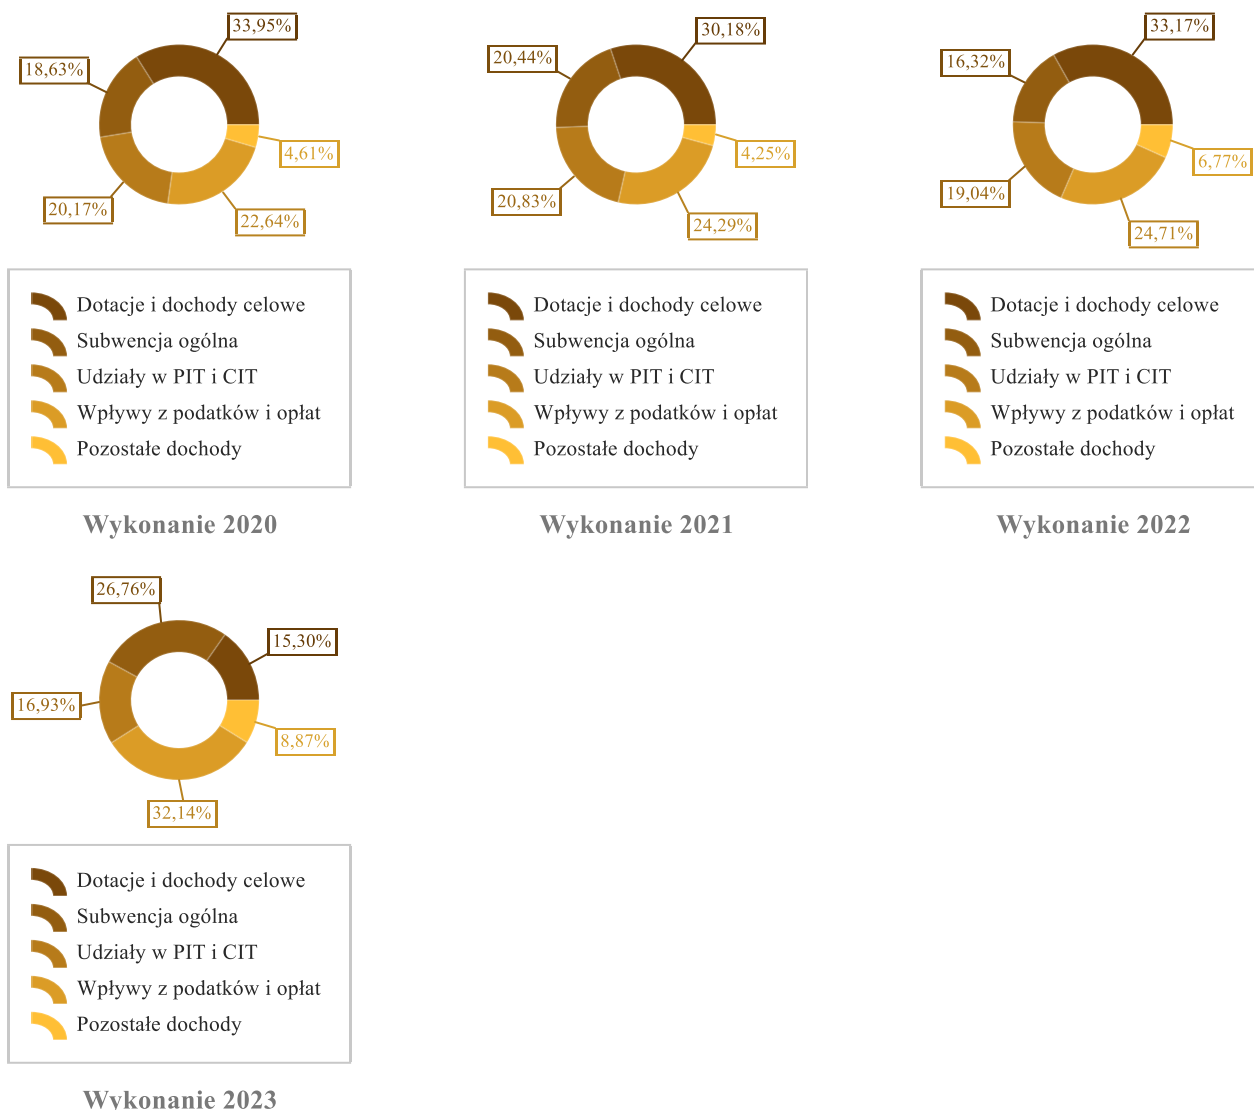 33,95%
18,63%
4,61%
20,17%
22,64%
Dotacje i dochody celowe
Subwencja ogólna
Udziały w PIT i CIT
Wpływy z podatków i opłat
Pozostałe dochody
Wykonanie 2020
30,18%
20,44%
4,25%
20,83%
24,29%
Dotacje i dochody celowe
Subwencja ogólna
Udziały w PIT i CIT
Wpływy z podatków i opłat
Pozostałe dochody
Wykonanie 2021
33,17%
16,32%
6,77%
19,04%
24,71%
Dotacje i dochody celowe
Subwencja ogólna
Udziały w PIT i CIT
Wpływy z podatków i opłat
Pozostałe dochody
Wykonanie 2022
26,76%
15,30%
16,93%
8,87%
32,14%
Dotacje i dochody celowe
Subwencja ogólna
Udziały w PIT i CIT
Wpływy z podatków i opłat
Pozostałe dochody
Wykonanie 2023